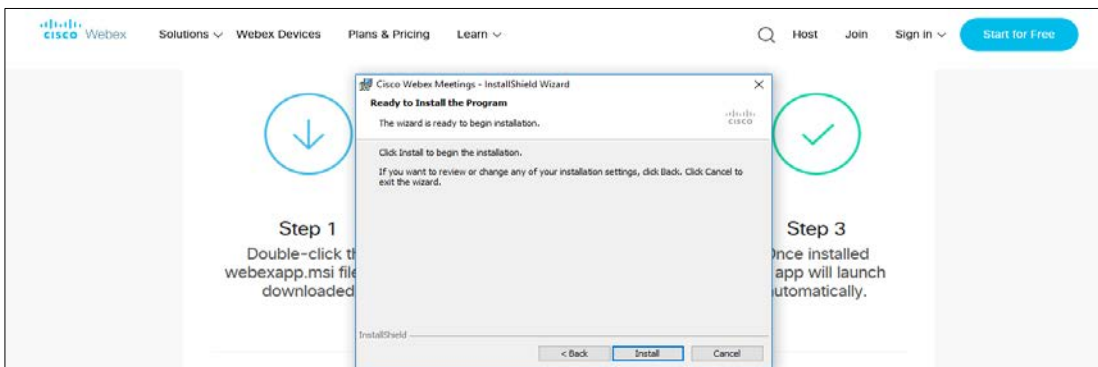 CISCO Webex Solutions Webex Devices Plans & Pricing Learn Host Join Sign in Start for Free
Cisco Webex Meetings - InstallShield Wizard
Ready to Install the Program
The wizard is ready to begin installation.
CISCO
Click Install to begin the installation.
If you want to review or change any of your installation settings, click Back. Click Cancel to
exit the wizard.
InstallShield
< Back Install Cancel
Step 1
Double-click th
webexapp.msi file
downloaded
Step 3
Once installed
app will launch
automatically.